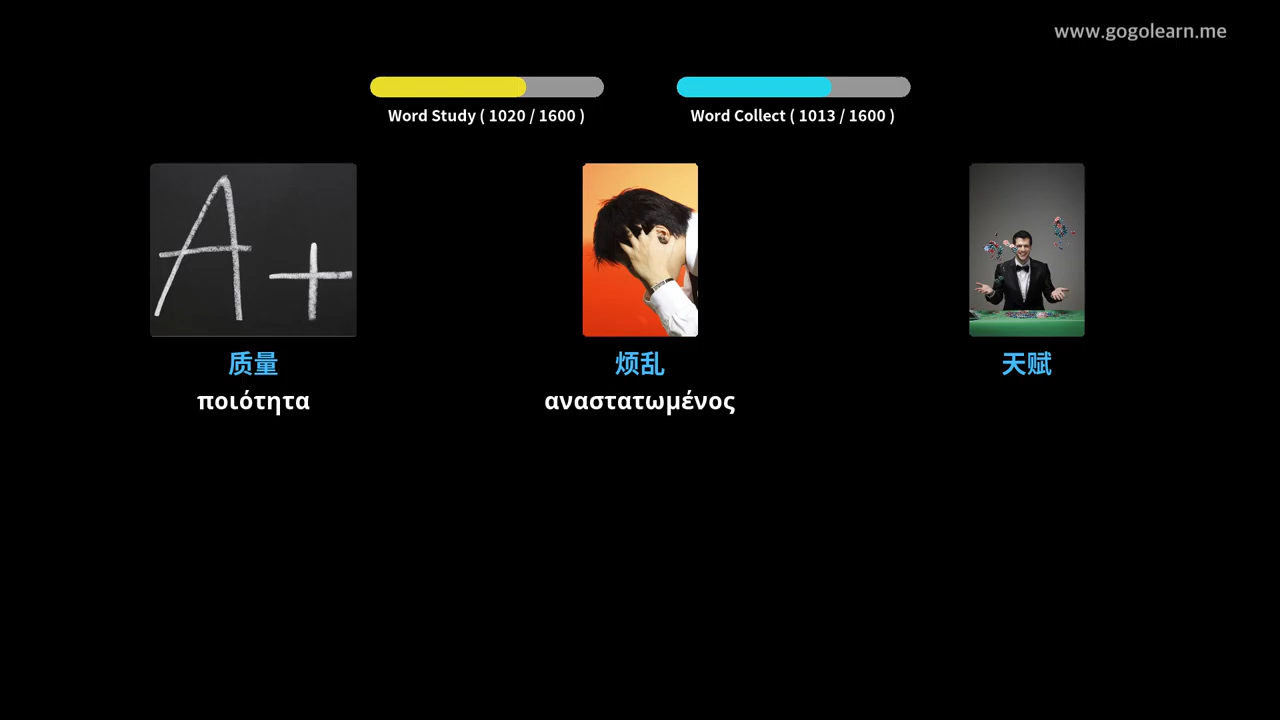 www.gogolearn.me
Word Study ( 1020 / 1600 )
Word Collect ( 1013 / 1600 )
A+
质量
ποιότητα
烦乱
αναστατωμένος
天赋